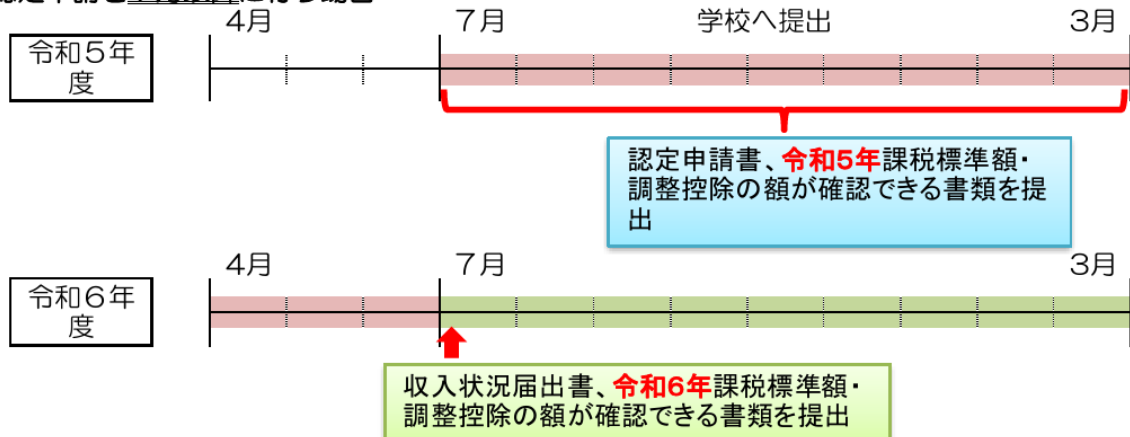 4月 7月 学校へ提出 3月
令和5年
度
認定申請書、令和5年課税標準額・
調整控除の額が確認できる書類を提
出
4月 7月 3月
令和6年
度
収入状況届出書、令和6年課税標準額・
調整控除の額が確認できる書類を提出